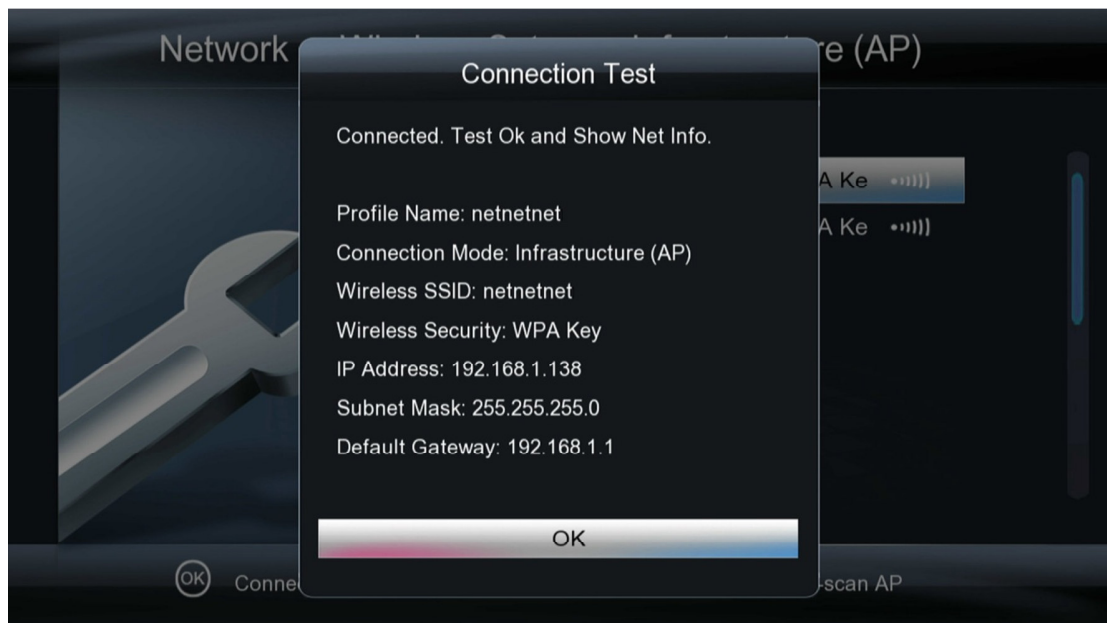 Network
re (AP)
Connection Test
Connected. Test Ok and Show Net Info.
A Ke
Profile Name: netnetnet
A Ke
Connection Mode: Infrastructure (AP)
Wireless SSID: netnetnet
Wireless Security: WPA Key
IP Address: 192.168.1.138
Subnet Mask: 255.255.255.0
Default Gateway: 192.168.1.1
OK
OK Conne
-scan AP